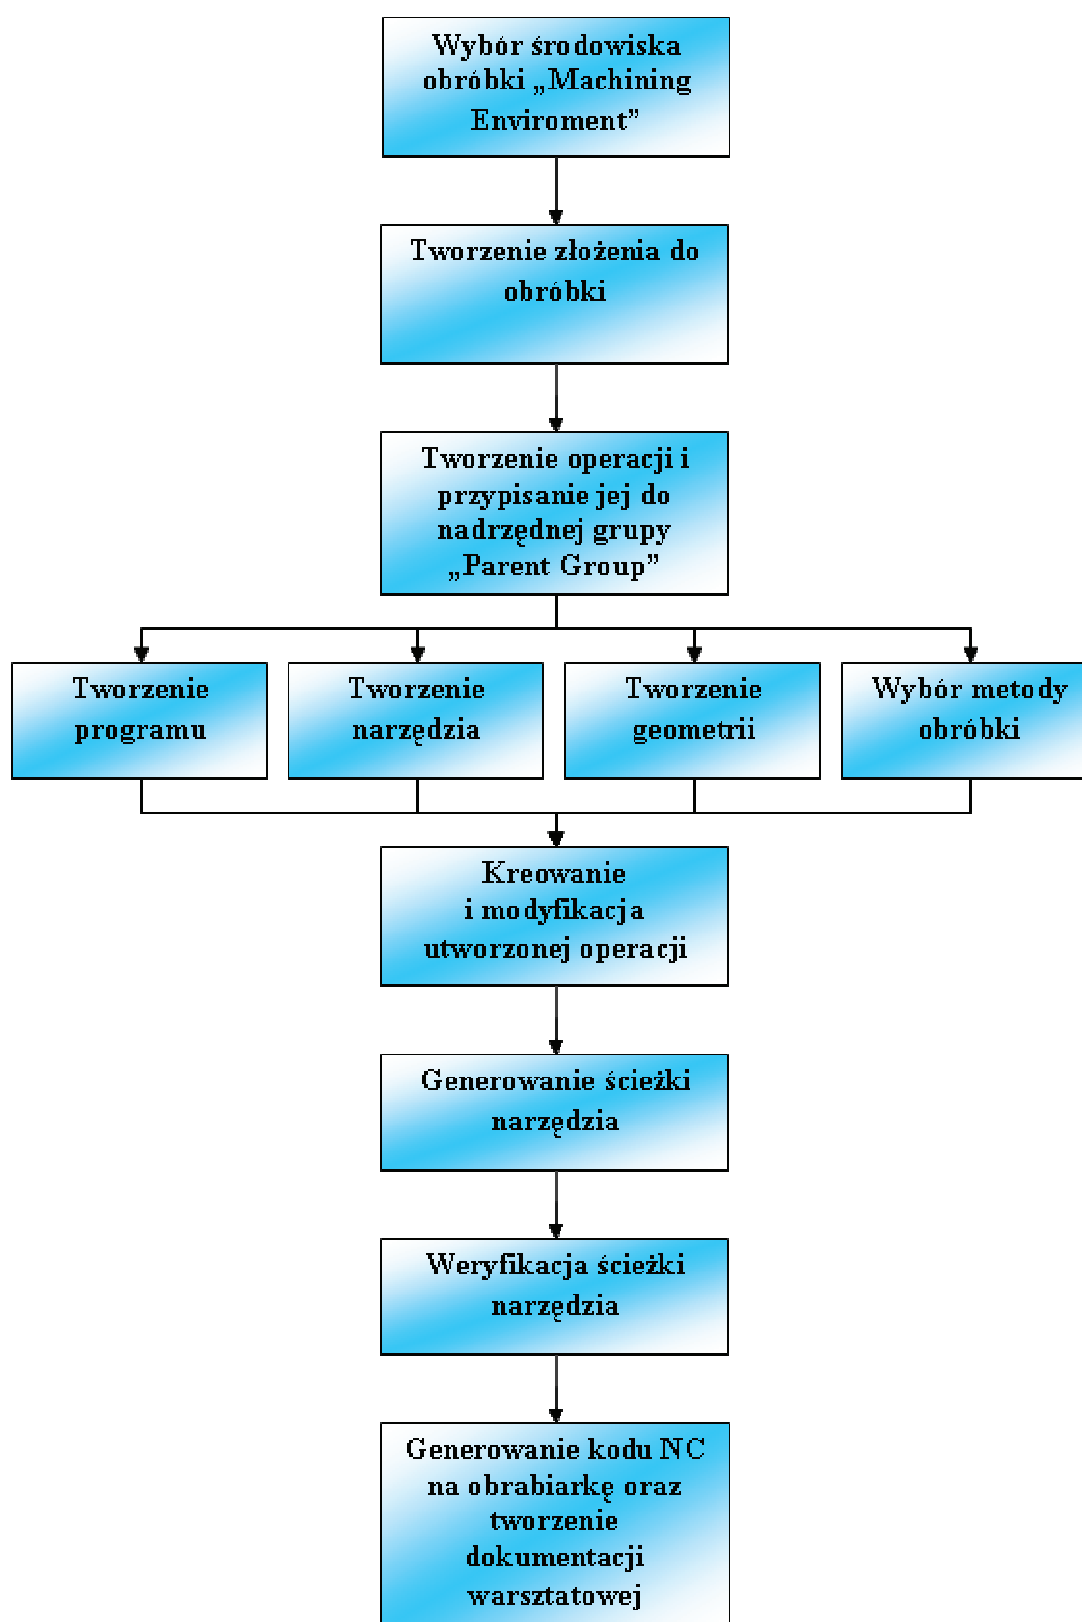 Wybór środowiska
obróbki „Machining
Enviroment”
Tworzenie złożenia do
obróbki
Tworzenie operacji i
przypisanie jej do
nadrzędnej grupy
„Parent Group”
Tworzenie
programu
Tworzenie
narzędzia
Tworzenie
geometrii
Wybór metody
obróbki
Kreowanie
i modyfikacja
utworzonej operacji
Generowanie ścieżki
narzędzia
Weryfikacja ścieżki
narzędzia
Generowanie kodu NC
na obrabiarkę oraz
tworzenie
dokumentacji
warsztatowej